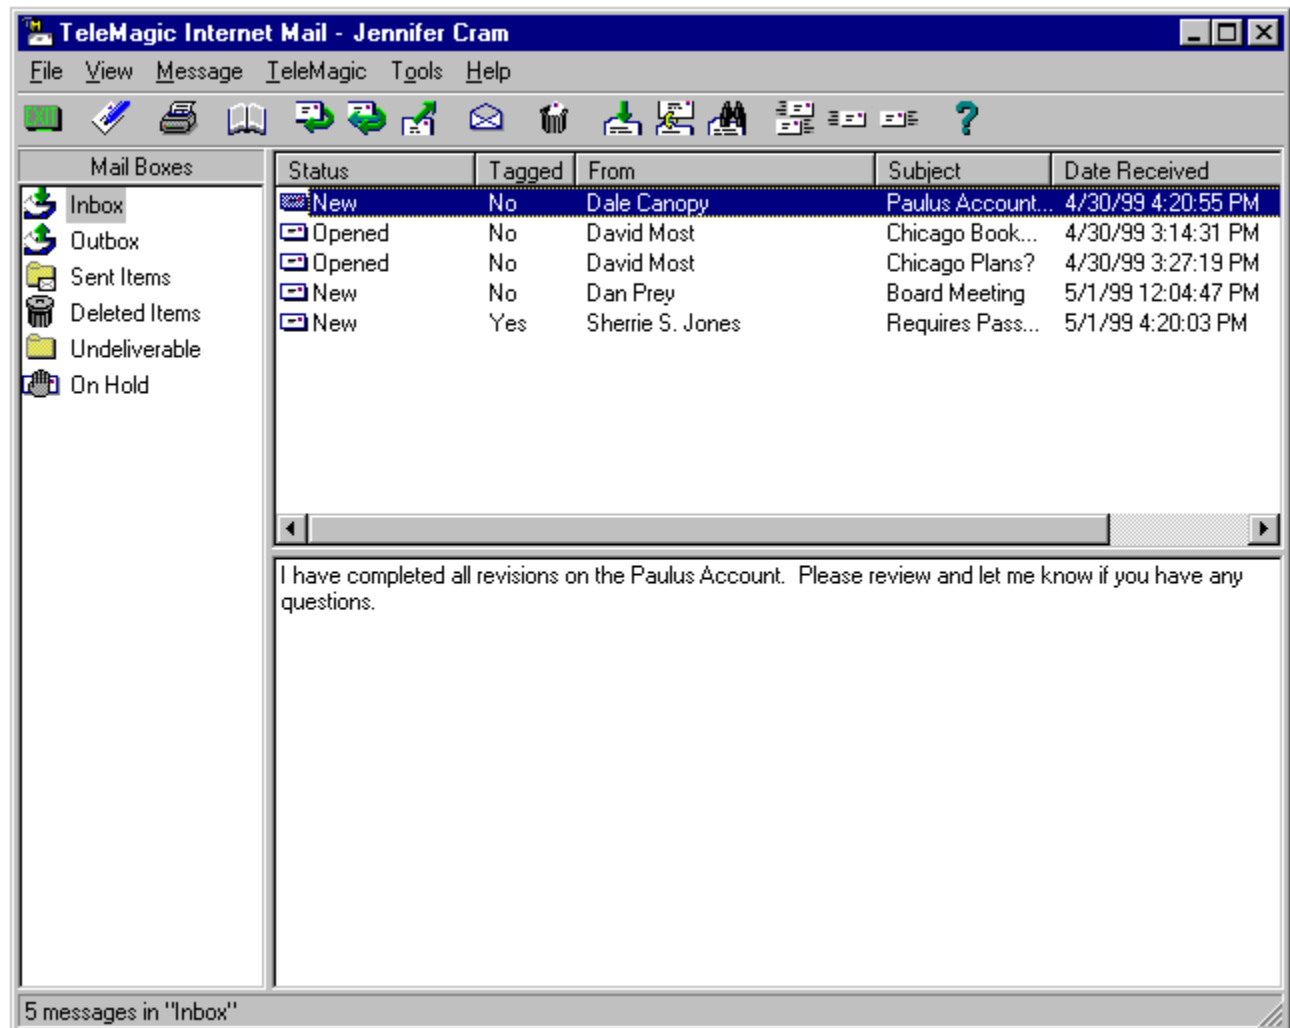 TeleMagic Internet Mail - Jennifer Cram
File View Message TeleMagic Tools Help
EXIT
Mail Boxes
Inbox
Outbox
Sent Items
Deleted Items
Undeliverable
On Hold
Status Tagged From Subject Date Received
New No Dale Canopy Paulus Account... 4/30/99 4:20:55 PM
Opened No David Most Chicago Book... 4/30/99 3:14:31 PM
Opened No David Most Chicago Plans? 4/30/99 3:27:19 PM
New No Dan Prey Board Meeting 5/1/99 12:04:47 PM
New Yes Sherrie S. Jones Requires Pass... 5/1/99 4:20:03 PM
I have completed all revisions on the Paulus Account.  Please review and let me know if you have any
questions.
5 messages in "Inbox"